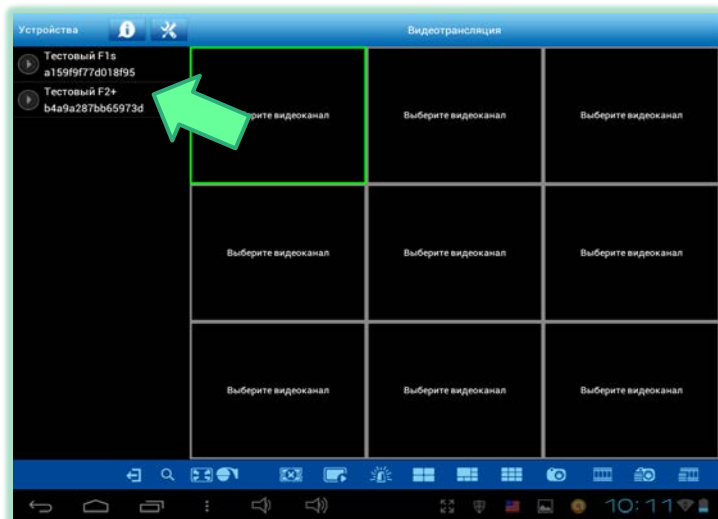 Устройства
Видеотрансляция
Тестовый F1s
a159f9f77d018f95
Тестовый F2+
b4a9a287bb65973d
рите видеоканал
Выберите видеоканал
Выберите видеоканал
Выберите видеоканал
Выберите видеоканал
Выберите видеоканал
Выберите видеоканал
Выберите видеоканал
Выберите видеоканал
10:11